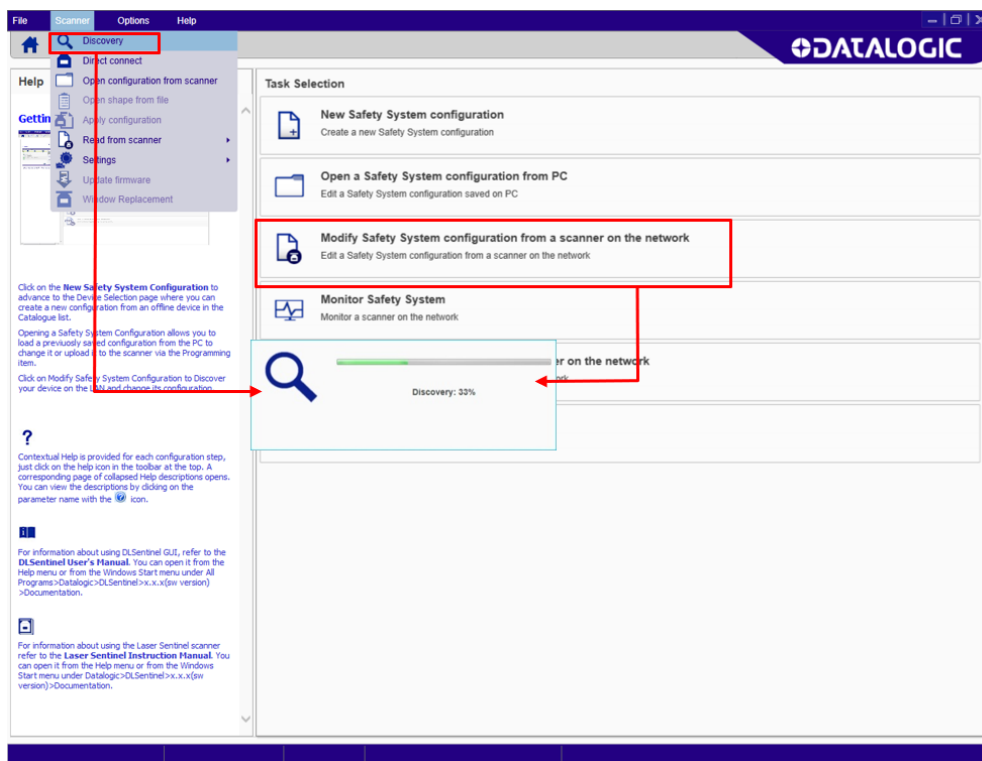 File Scanner Options Help
DATALOGIC
Discovery
Direct connect
Open configuration from scanner
Open shape from file
Apply configuration
Read from scanner
Settings
Update firmware
Window Replacement
Help
Gettin
Click on the New Safety System Configuration to
advance to the Device Selection page where you can
create a new configuration from an offline device in the
Catalogue list.
Opening a Safety System Configuration allows you to
load a previuosly saved configuration from the PC to
change it or upload it to the scanner via the Programming
item.
Click on Modify Safety System Configuration to Discover
your device on the LAN and change its configuration
?
Contextual Help is provided for each configuration step,
just click on the help icon in the toolbar at the top. A
corresponding page of collapsed Help descriptions opens.
You can view the descriptions by clicking on the
parameter name with the ? icon.
For information about using DLSentinel GUI, refer to the
DLSentinel User's Manual. You can open it from the
Help menu or from the Windows Start menu under All
Programs>Datalogic>DLSentinel>x.x.x(sw version)
>Documentation.
For information about using the Laser Sentinel scanner
refer to the Laser Sentinel Instruction Manual. You
can open it from the Help menu or from the Windows
Start menu under Datalogic>DLSentinel>x.x.x(sw
version)>Documentation.
Task Selection
New Safety System configuration
Create a new Safety System configuration
Open a Safety System configuration from PC
Edit a Safety System configuration saved on PC
Modify Safety System configuration from a scanner on the network
Edit a Safety System configuration from a scanner on the network
Monitor Safety System
Monitor a scanner on the network
er on the network
ork
Discovery: 33%